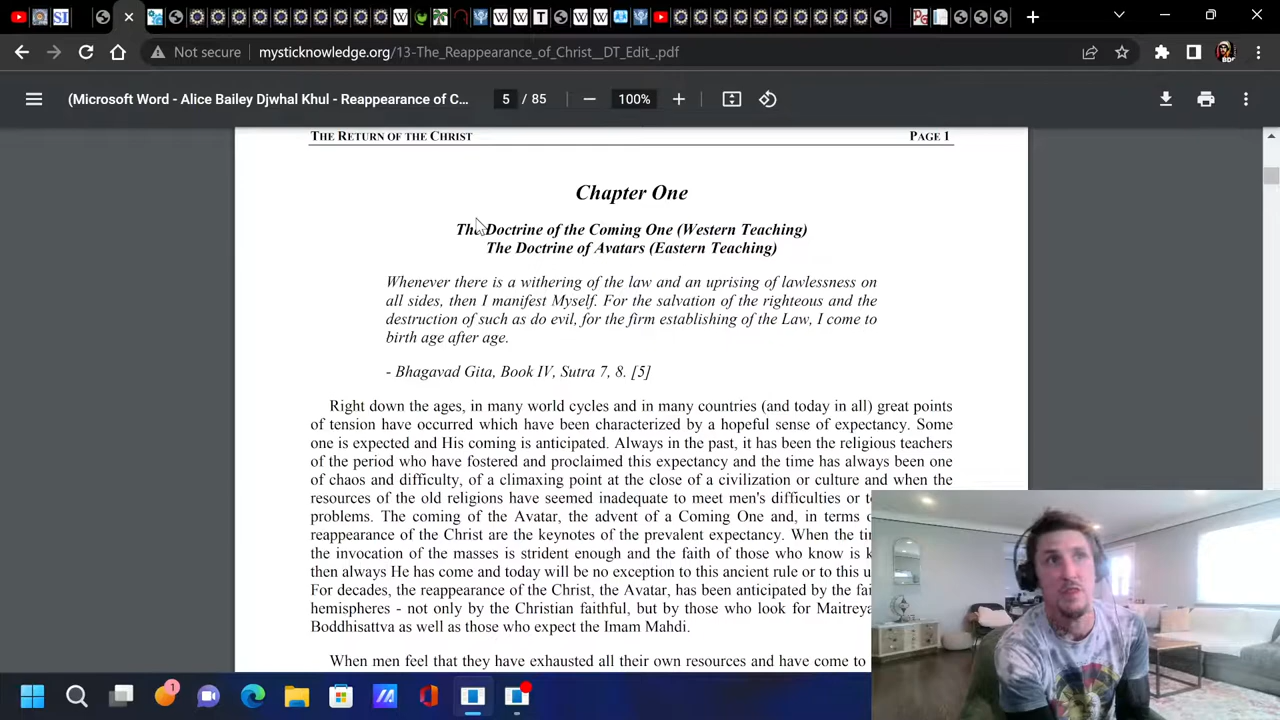 Not secure
mysticknowledge.org/13-The_Reappearance_of_Christ__DT_Edit_.pdf
(Microsoft Word - Alice Bailey Djwhal Khul - Reappearance of C...
5 / 85
100%
THE RETURN OF THE CHRIST PAGE 1
Chapter One
The Doctrine of the Coming One (Western Teaching)
The Doctrine of Avatars (Eastern Teaching)
Whenever there is a withering of the law and an uprising of lawlessness on
all sides, then I manifest Myself. For the salvation of the righteous and the
destruction of such as do evil, for the firm establishing of the Law, I come to
birth age after age.
- Bhagavad Gita, Book IV, Sutra 7, 8. [5]
Right down the ages, in many world cycles and in many countries (and today in all) great points
of tension have occurred which have been characterized by a hopeful sense of expectancy. Some
one is expected and His coming is anticipated. Always in the past, it has been the religious teachers
of the period who have fostered and proclaimed this expectancy and the time has always been one
of chaos and difficulty, of a climaxing point at the close of a civilization or culture and when the
resources of the old religions have seemed inadequate to meet men's difficulties or
problems. The coming of the Avatar, the advent of a Coming One and, in terms
reappearance of the Christ are the keynotes of the prevalent expectancy. When the
the invocation of the masses is strident enough and the faith of those who know is
then always He has come and today will be no exception to this ancient rule or to this
For decades, the reappearance of the Christ, the Avatar, has been anticipated by the
hemispheres - not only by the Christian faithful, but by those who look for Maitreya
Boddhisattva as well as those who expect the Imam Mahdi.
When men feel that they have exhausted all their own resources and have come to